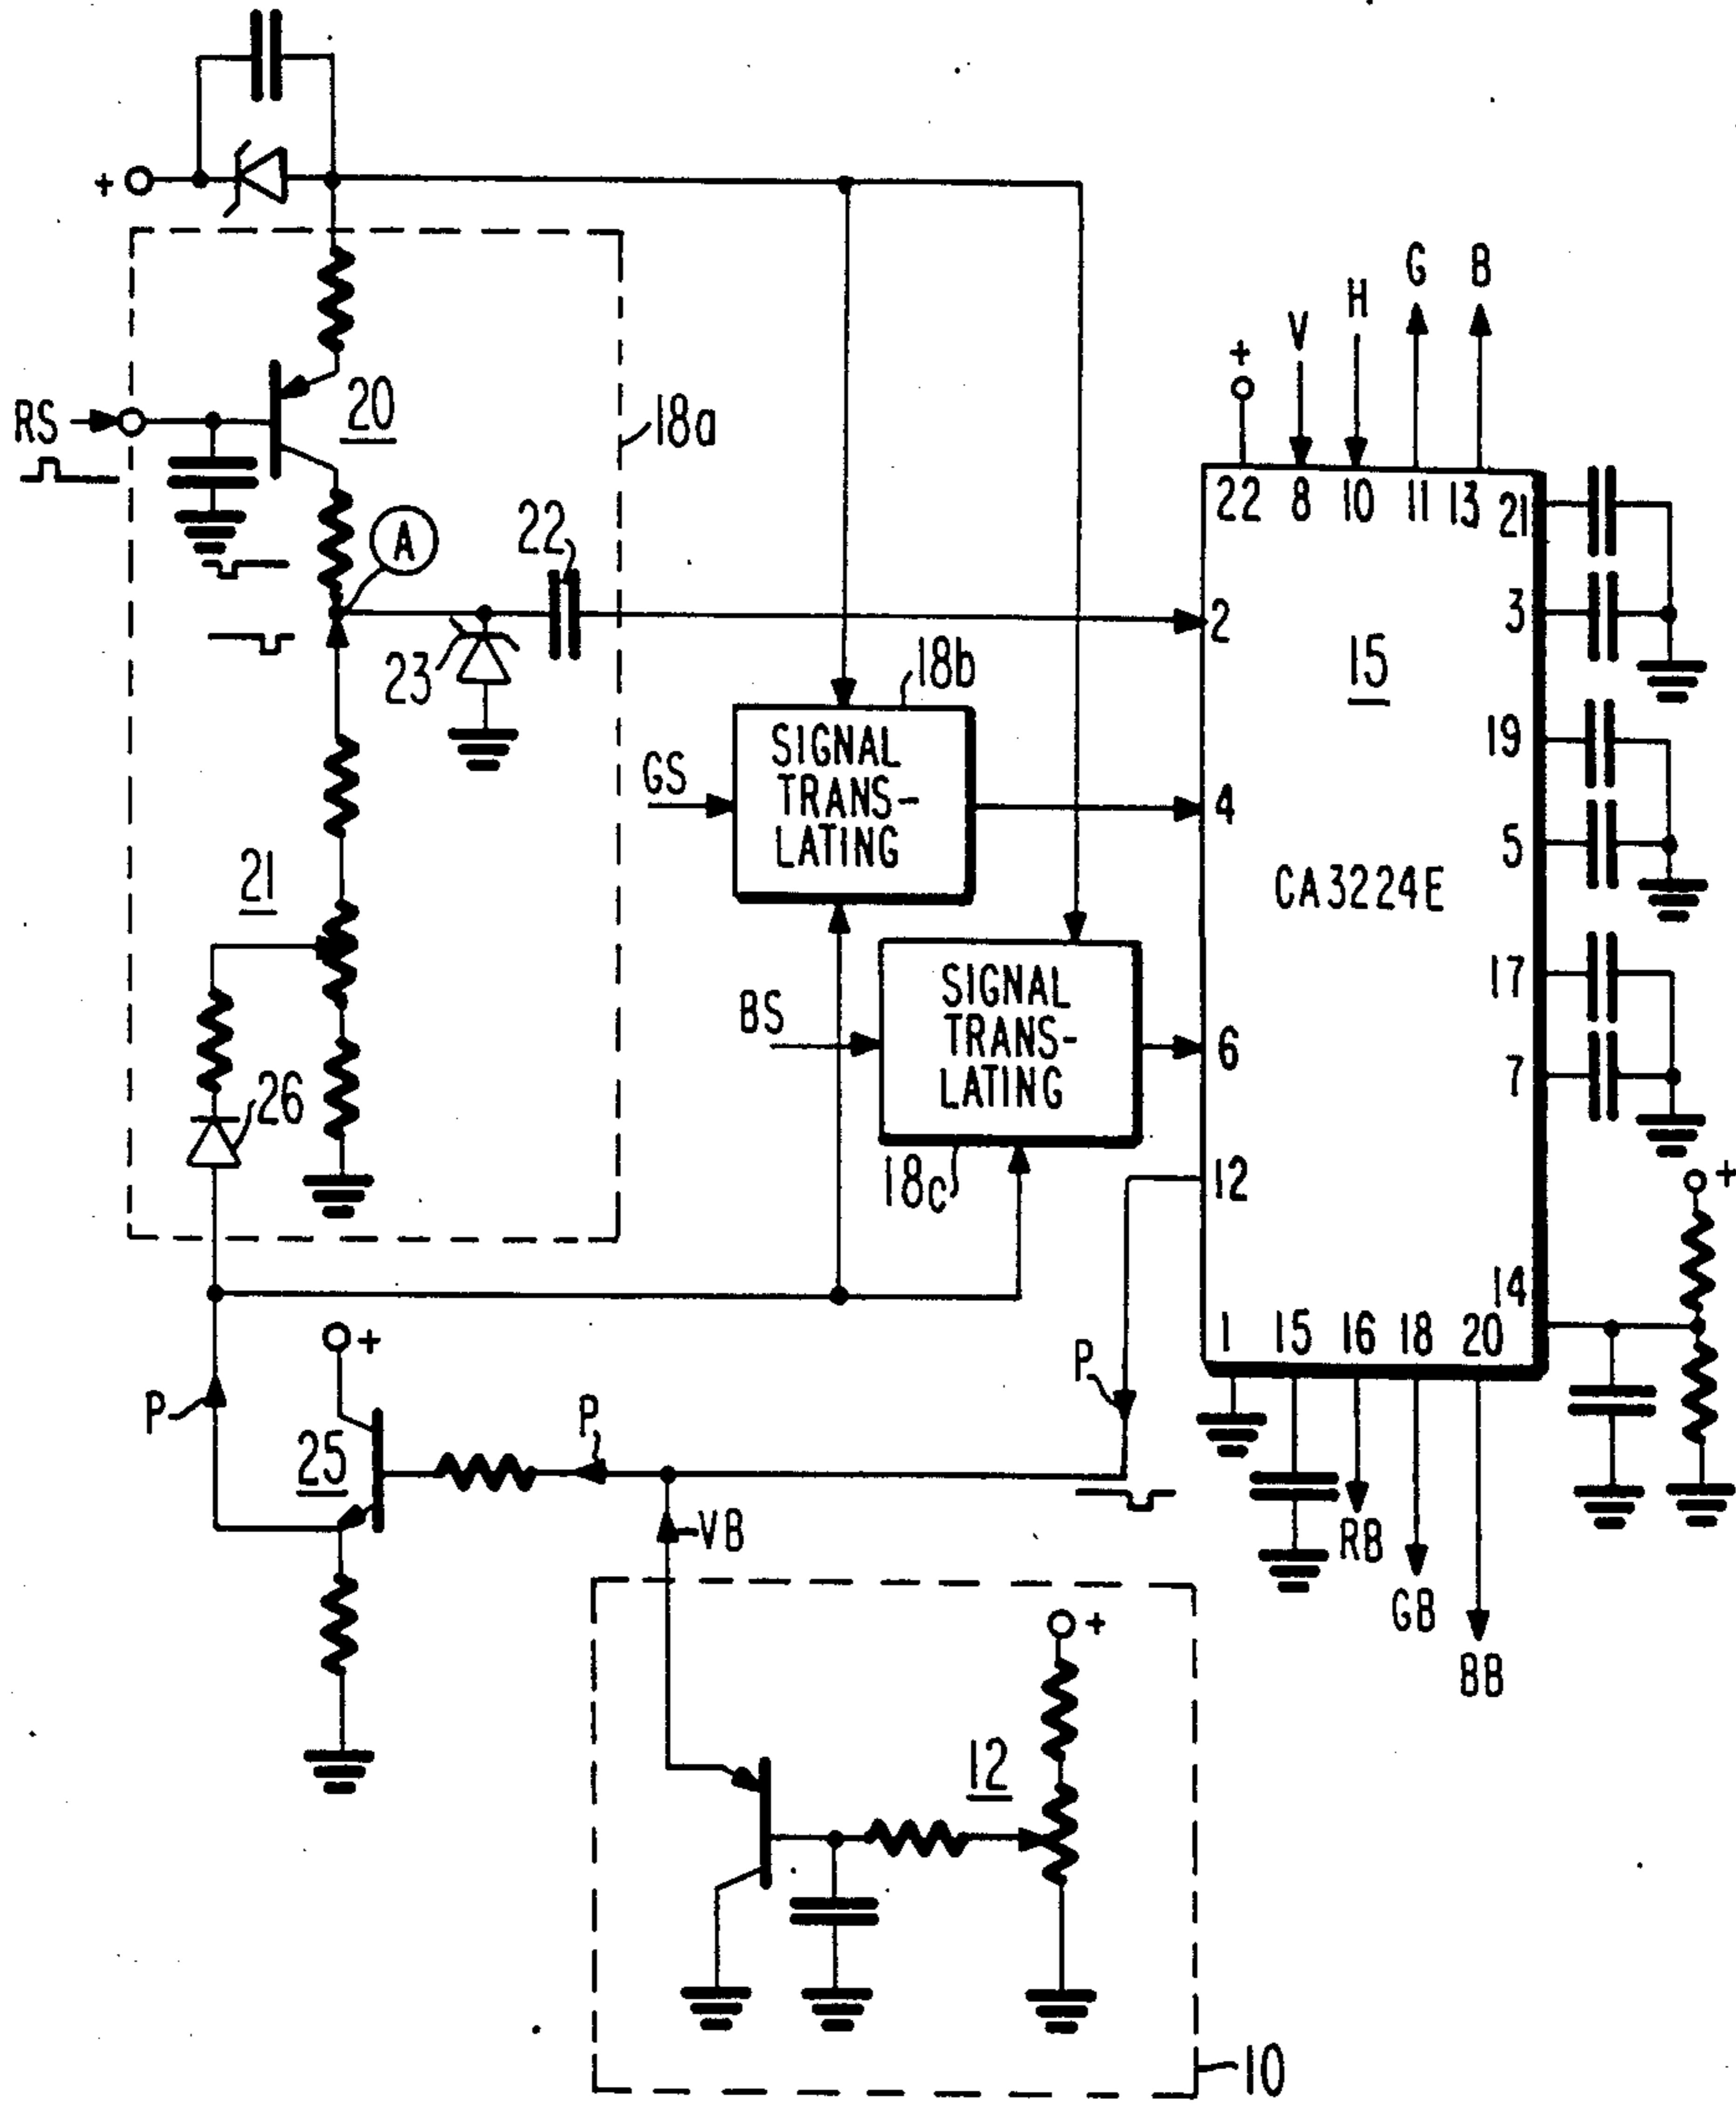 +
RS
20
18a
A
22
23
21
26
GS
18b
SIGNAL
TRANS-
LATING
BS
SIGNAL
TRANS-
LATING
18c
+
V
H
G
B
22
8
10
11
13
21
2
3
15
19
4
5
CA3224E
17
6
7
12
+
14
1
15
16
18
20
RB
GB
BB
P
+
P
25
P
VB
+
12
10